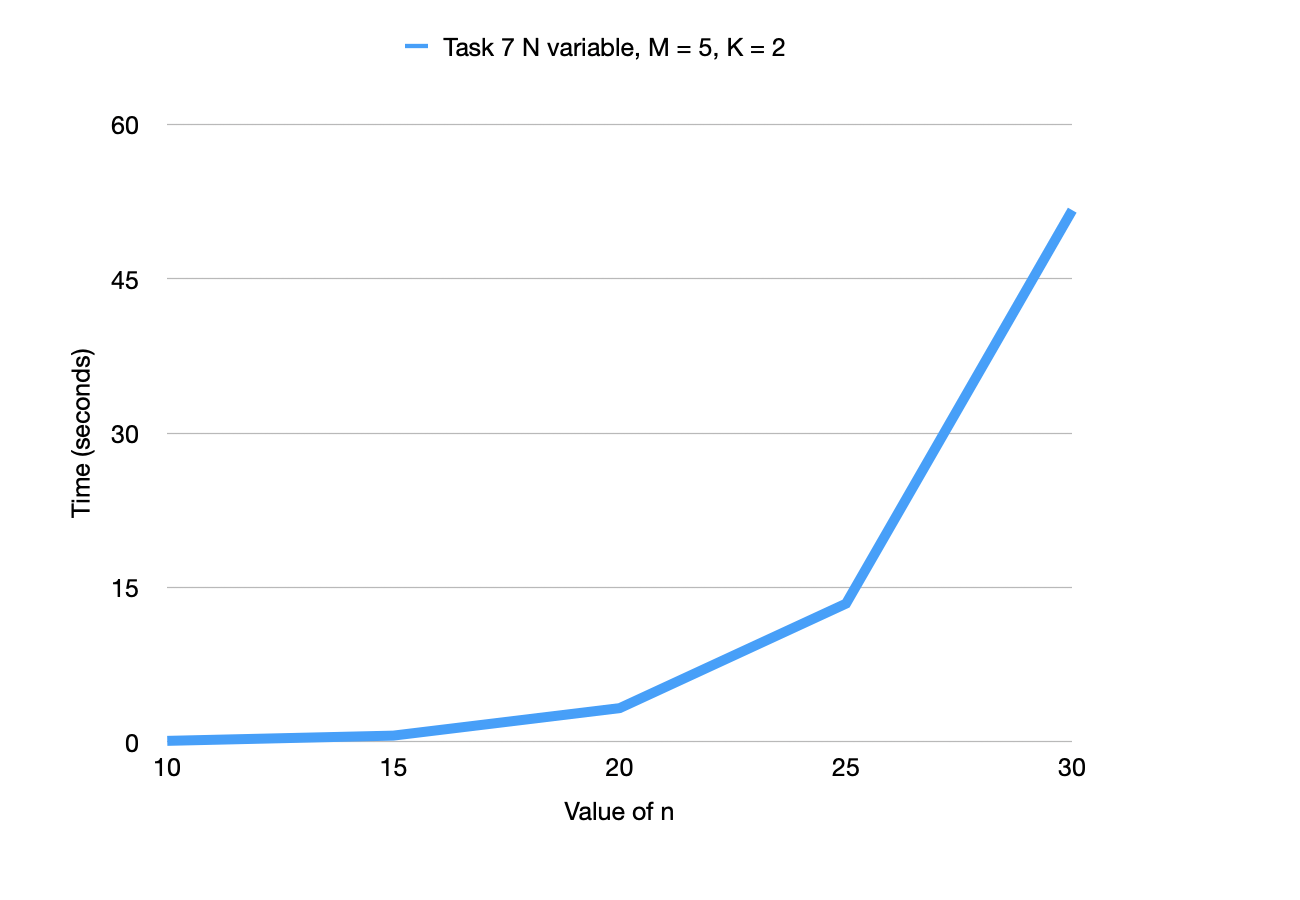 Task 7 N variable, M = 5, K = 2
60
45
30
15
0
Time (seconds)
10 15 20 25 30
Value of n